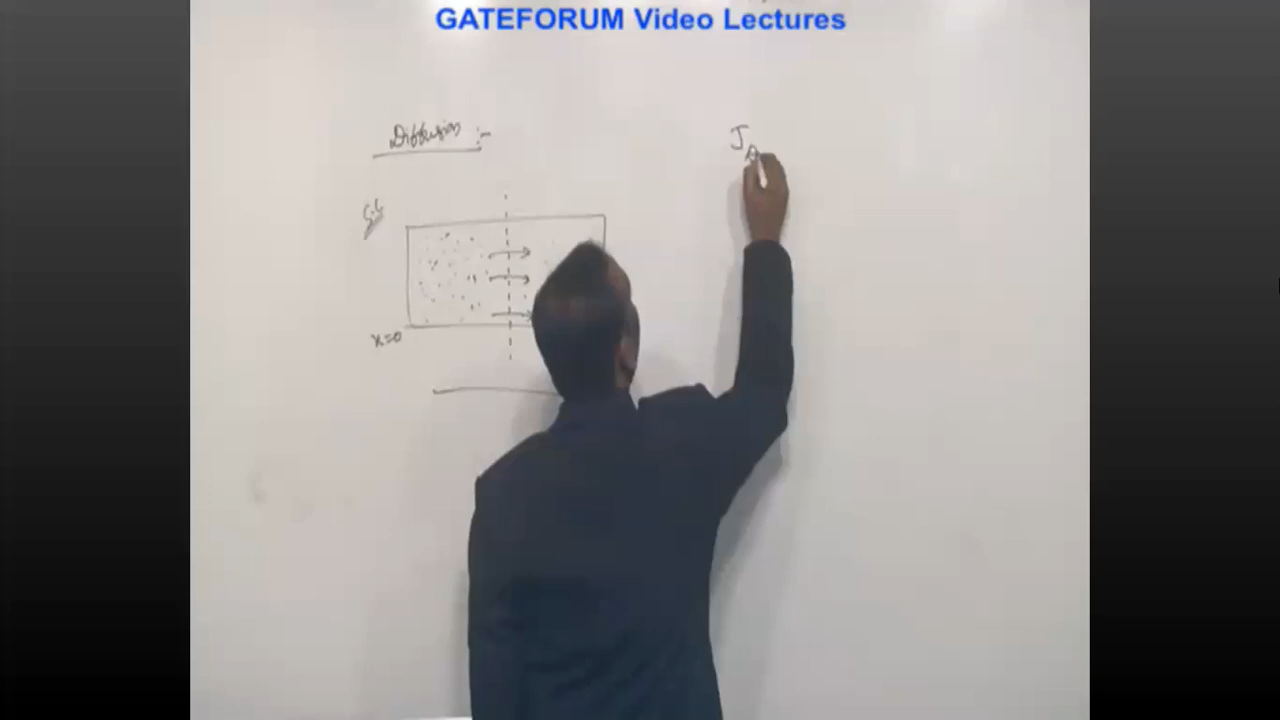 GATEFORUM Video Lectures
Diffusion :-
S.C
x=0
J